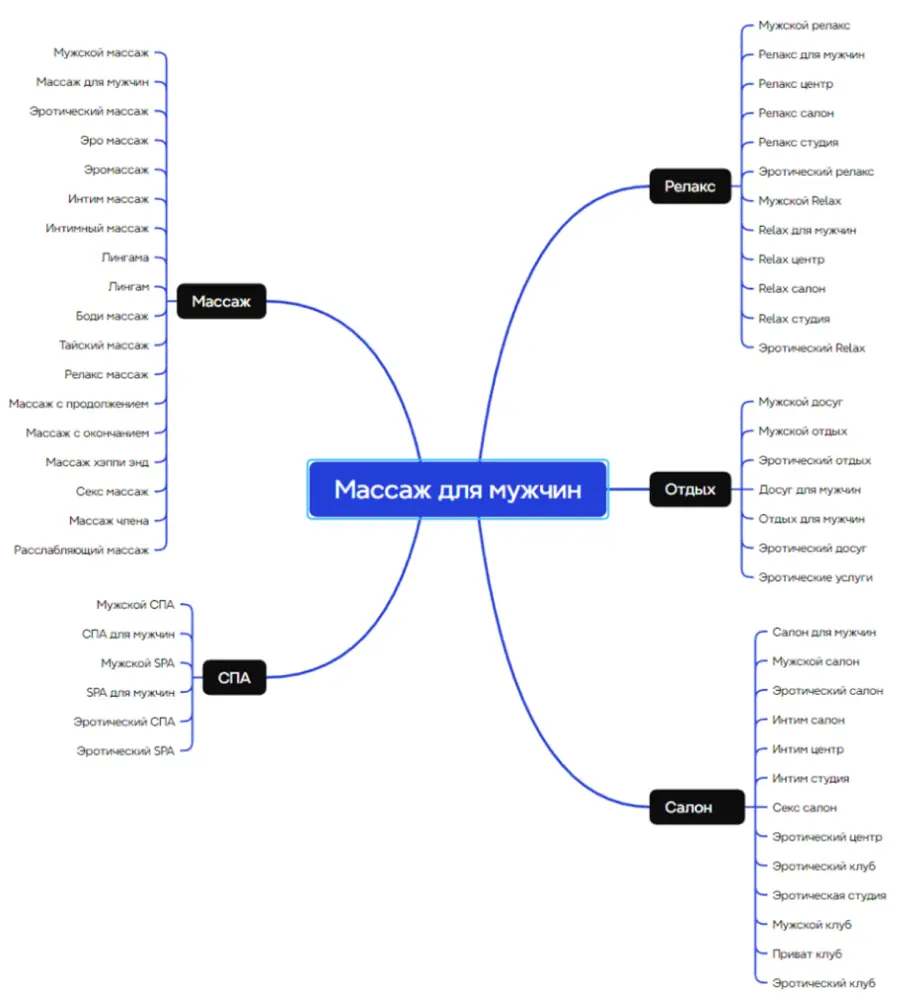 Массаж для мужчин
Массаж
Мужской массаж
Массаж для мужчин
Эротический массаж
Эро массаж
Эромассаж
Интим массаж
Интимный массаж
Лингама
Лингам
Боди массаж
Тайский массаж
Релакс массаж
Массаж с продолжением
Массаж с окончанием
Массаж хэппи энд
Секс массаж
Массаж члена
Расслабляющий массаж
СПА
Мужской СПА
СПА для мужчин
Мужской SPA
SPA для мужчин
Эротический СПА
Эротический SPA
Релакс
Мужской релакс
Релакс для мужчин
Релакс центр
Релакс салон
Релакс студия
Эротический релакс
Мужской Relax
Relax для мужчин
Relax центр
Relax салон
Relax студия
Эротический Relax
Отдых
Мужской досуг
Мужской отдых
Эротический отдых
Досуг для мужчин
Отдых для мужчин
Эротический досуг
Эротические услуги
Салон
Салон для мужчин
Мужской салон
Эротический салон
Интим салон
Интим центр
Интим студия
Секс салон
Эротический центр
Эротический клуб
Эротическая студия
Мужской клуб
Приват клуб
Эротический клуб